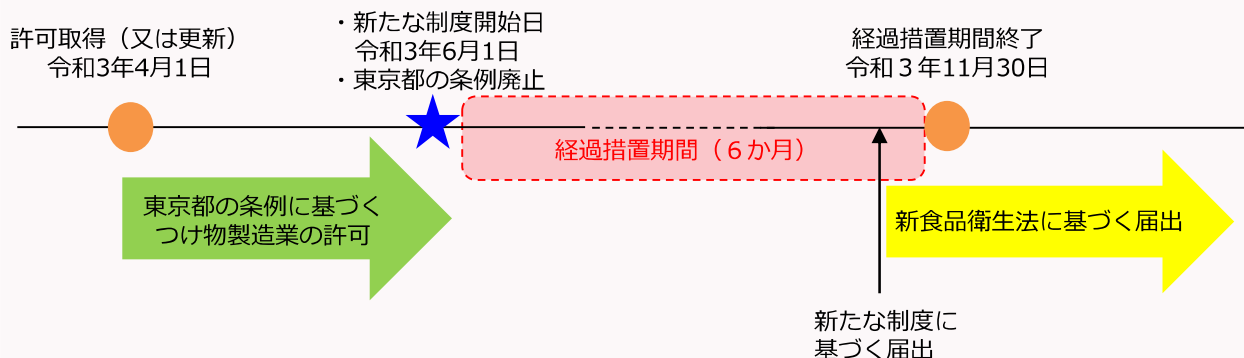 許可取得（又は更新）
令和3年4月1日
・新たな制度開始日
令和3年6月1日
・東京都の条例廃止
経過措置期間終了
令和３年11月30日
経過措置期間（６か月）
東京都の条例に基づく
つけ物製造業の許可
新食品衛生法に基づく届出
新たな制度に
基づく届出